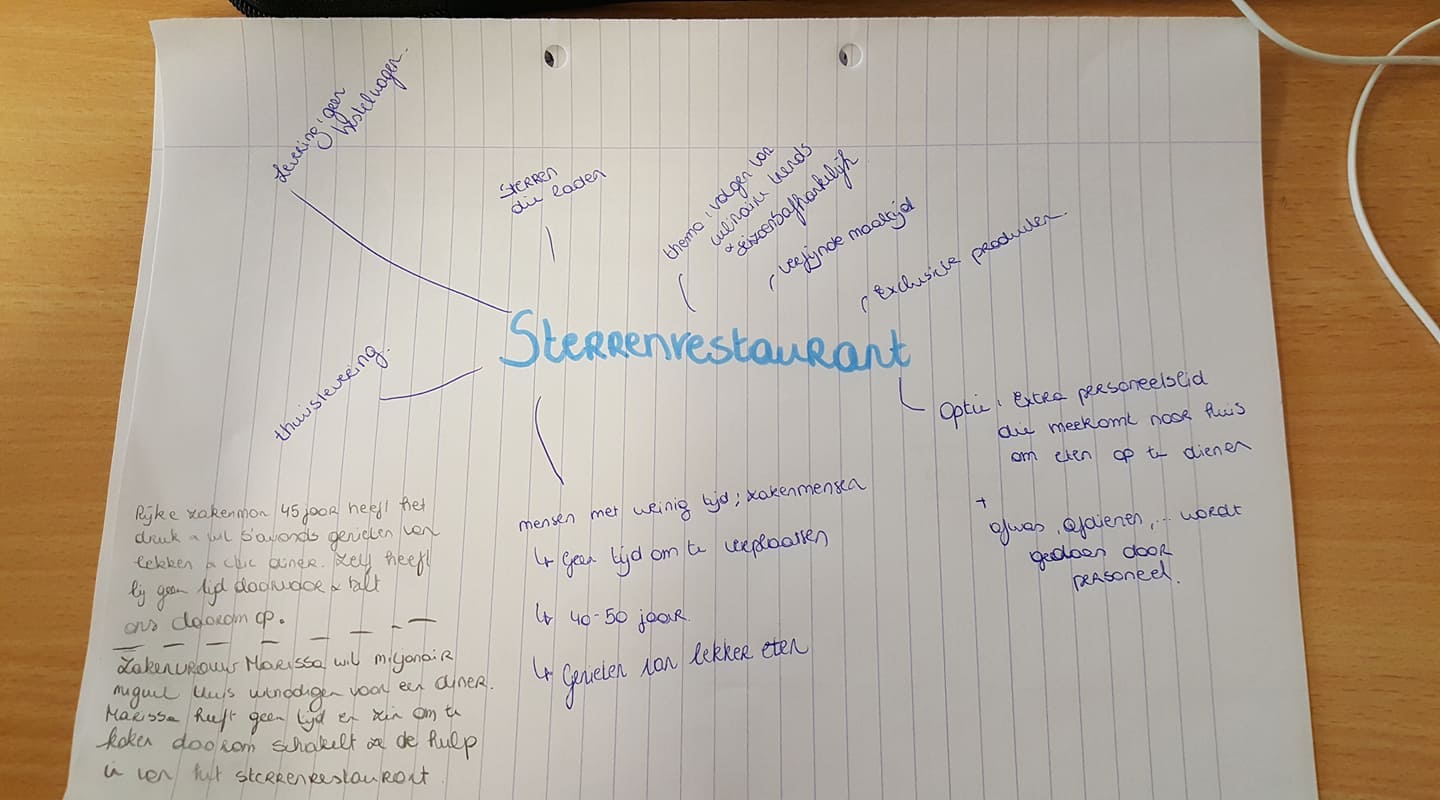 Levering: geen
bestelwagen.
STERREN
die laden
thema: volgen van
culinaire trends
& seizoensafhankelijk
verfijnde maaltijd
Exclusieve producten.
Sterrenrestaurant
thuislevering.
Optie: Extra personeelslid
die meekomt naar huis
om eten op te dienen
+
afwas, afdienen,... wordt
gedaan door
personeel.
mensen met weinig tijd; zakenmensen
↳ Geen tijd om te verplaatsen
↳ 40-50 jaar.
↳ Genieten van lekker eten
Rijke zakenman 45 jaar heeft het
druk & wil s'avonds genieten van
lekker & chic diner. Zelf heeft
hij geen tijd daarvoor & belt
ons daarom op.
Zakenvrouw Marissa wil miljonair
miguel thuis uitnodigen voor een diner.
Marissa heeft geen tijd en zin om te
koken daarom schakelt ze de hulp
in van het sterrenrestaurant